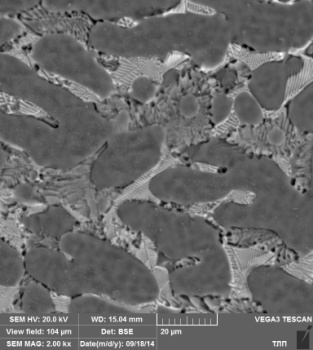 SEM HV: 20.0 kV WD: 15.04 mm VEGA3 TESCAN
View field: 104 µm Det: BSE 20 µm
SEM MAG: 2.00 kx Date(m/d/y): 09/18/14 ТПП